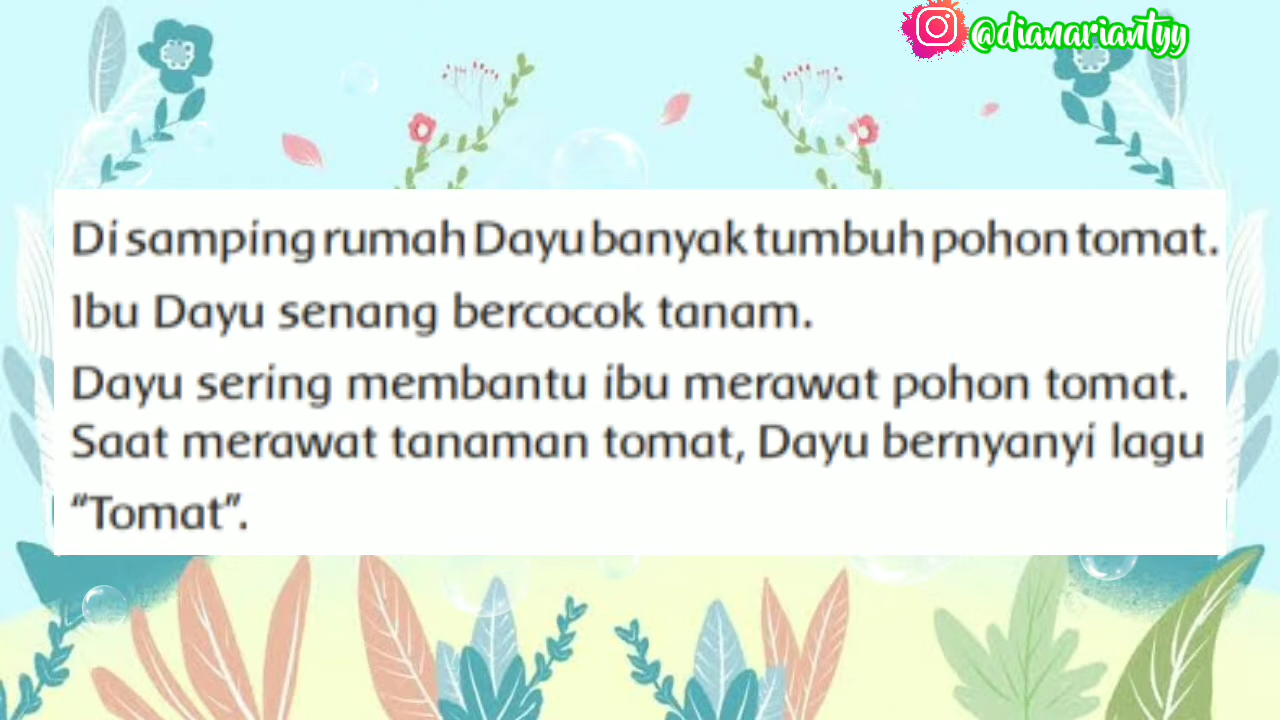 @dianariantyy
Di samping rumah Dayu banyak tumbuh pohon tomat.
Ibu Dayu senang bercocok tanam.
Dayu sering membantu ibu merawat pohon tomat.
Saat merawat tanaman tomat, Dayu bernyanyi lagu
“Tomat”.